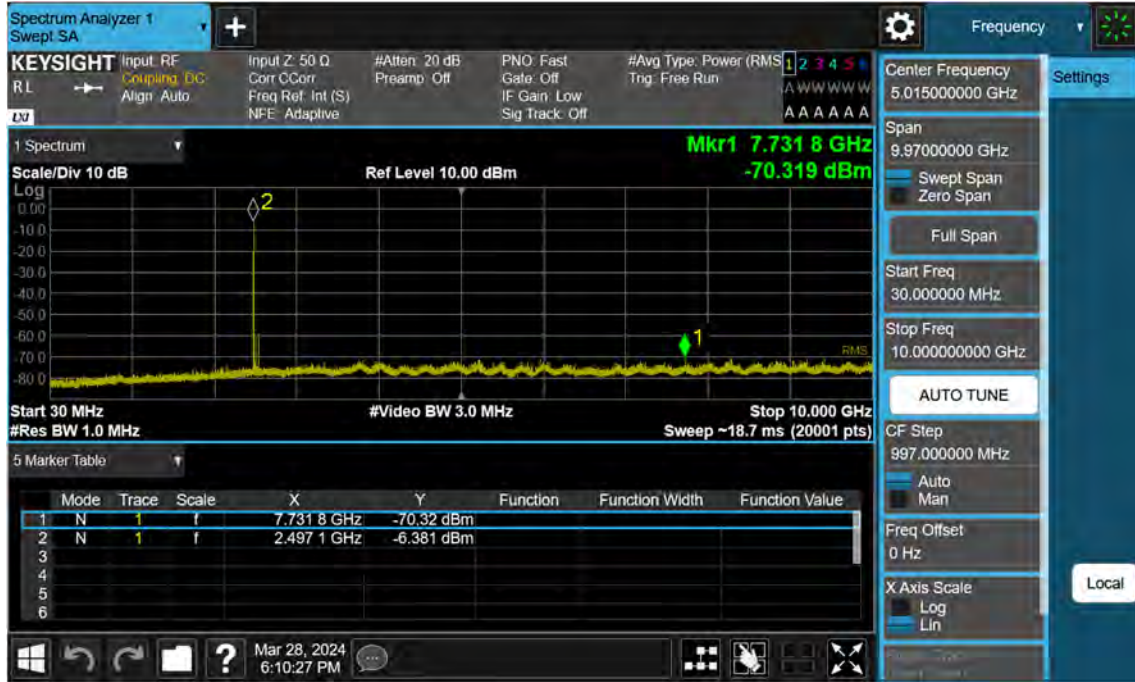 Spectrum Analyzer 1
Swept SA
Frequency
KEYSIGHT
Input: RF
Input Z: 50 Ω
#Atten: 20 dB
PNO: Fast
#Avg Type: Power (RMS
1 2 3 4 5 6
RL
Coupling: DC
Corr CCorr
Preamp: Off
Gate: Off
Trig: Free Run
A W W W W W
Align: Auto
Freq Ref: Int (S)
IF Gain: Low
LXI
NFE: Adaptive
Sig Track: Off
A A A A A A
1 Spectrum
Mkr1 7.731 8 GHz
Scale/Div 10 dB
Ref Level 10.00 dBm
-70.319 dBm
Log
0.00
2
-10.0
-20.0
-30.0
-40.0
-50.0
-60.0
1
-70.0
RMS
-80.0
Start 30 MHz
#Video BW 3.0 MHz
Stop 10.000 GHz
#Res BW 1.0 MHz
Sweep ~18.7 ms (20001 pts)
5 Marker Table
Mode Trace Scale X Y Function Function Width Function Value
1 N 1 f 7.731 8 GHz -70.32 dBm
2 N 1 f 2.497 1 GHz -6.381 dBm
3
4
5
6
?
Mar 28, 2024
6:10:27 PM
Center Frequency
5.015000000 GHz
Settings
Span
9.97000000 GHz
Swept Span
Zero Span
Full Span
Start Freq
30.000000 MHz
Stop Freq
10.000000000 GHz
AUTO TUNE
CF Step
997.000000 MHz
Auto
Man
Freq Offset
0 Hz
X Axis Scale
Log
Lin
Local